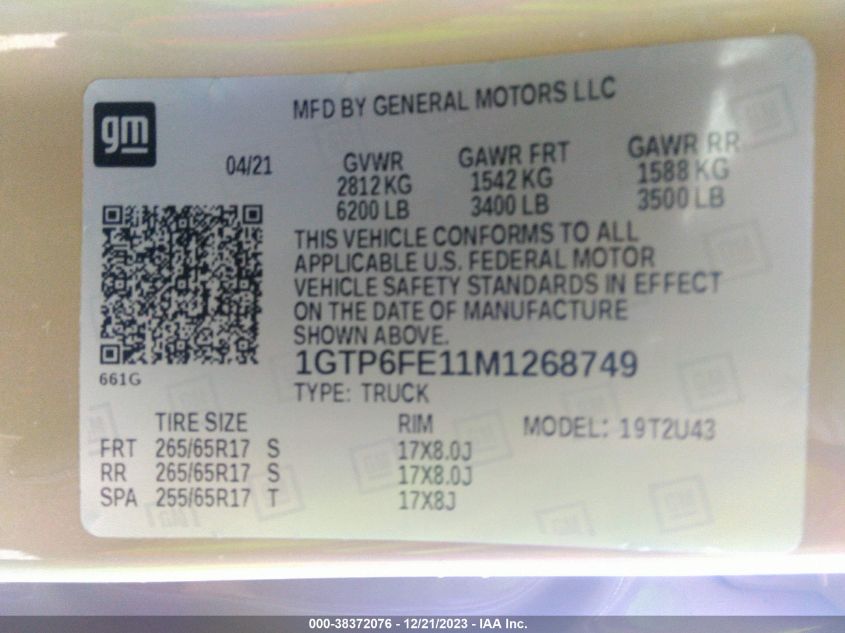 gm
MFD BY GENERAL MOTORS LLC
04/21
GVWR GAWR FRT GAWR RR
2812 KG 1542 KG 1588 KG
6200 LB 3400 LB 3500 LB
THIS VEHICLE CONFORMS TO ALL
APPLICABLE U.S. FEDERAL MOTOR
VEHICLE SAFETY STANDARDS IN EFFECT
ON THE DATE OF MANUFACTURE
SHOWN ABOVE.
1GTP6FE11M1268749
661G
TYPE: TRUCK
TIRE SIZE RIM MODEL: 19T2U43
FRT 265/65R17 S 17X8.0J
RR 265/65R17 S 17X8.0J
SPA 255/65R17 T 17X8J
000-38372076 - 12/21/2023 - IAA Inc.